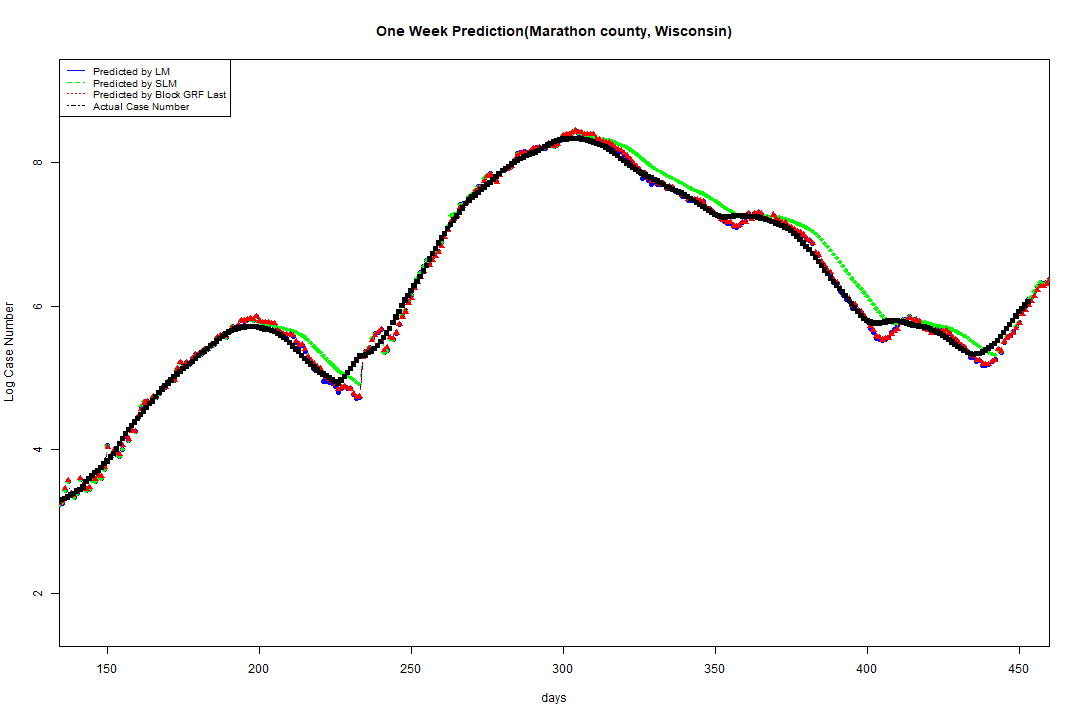 One Week Prediction(Marathon county, Wisconsin)
Predicted by LM
Predicted by SLM
Predicted by Block GRF Last
Actual Case Number
Log Case Number
8
6
4
2
150 200 250 300 350 400 450
days